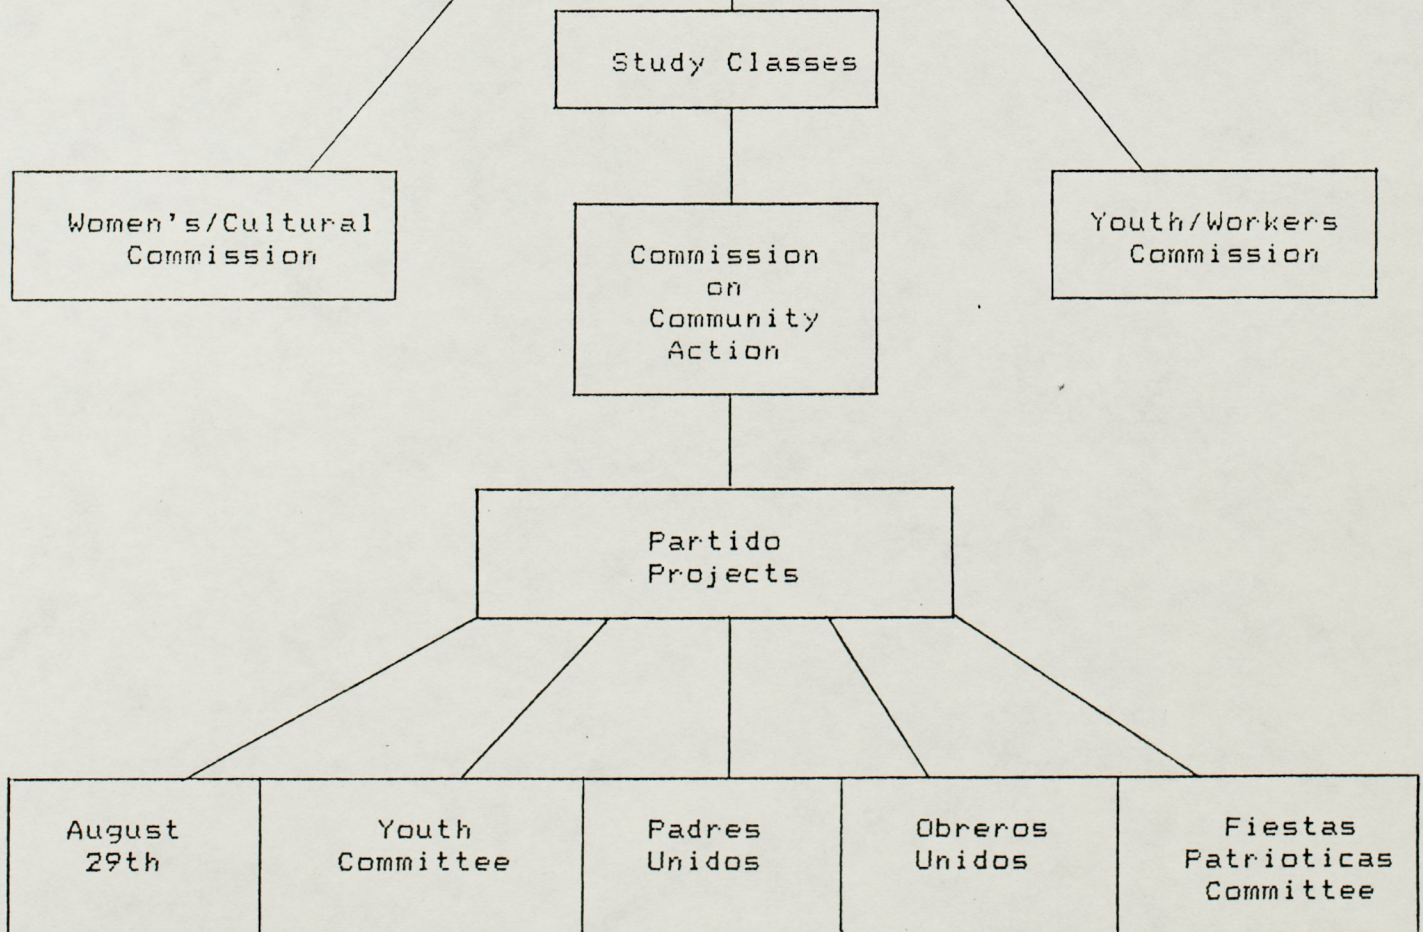 Study Classes
Women's/Cultural
Commission
Commission
on
Community
Action
Youth/Workers
Commission
Partido
Projects
August
29th
Youth
Committee
Padres
Unidos
Obreros
Unidos
Fiestas
Patrioticas
Committee